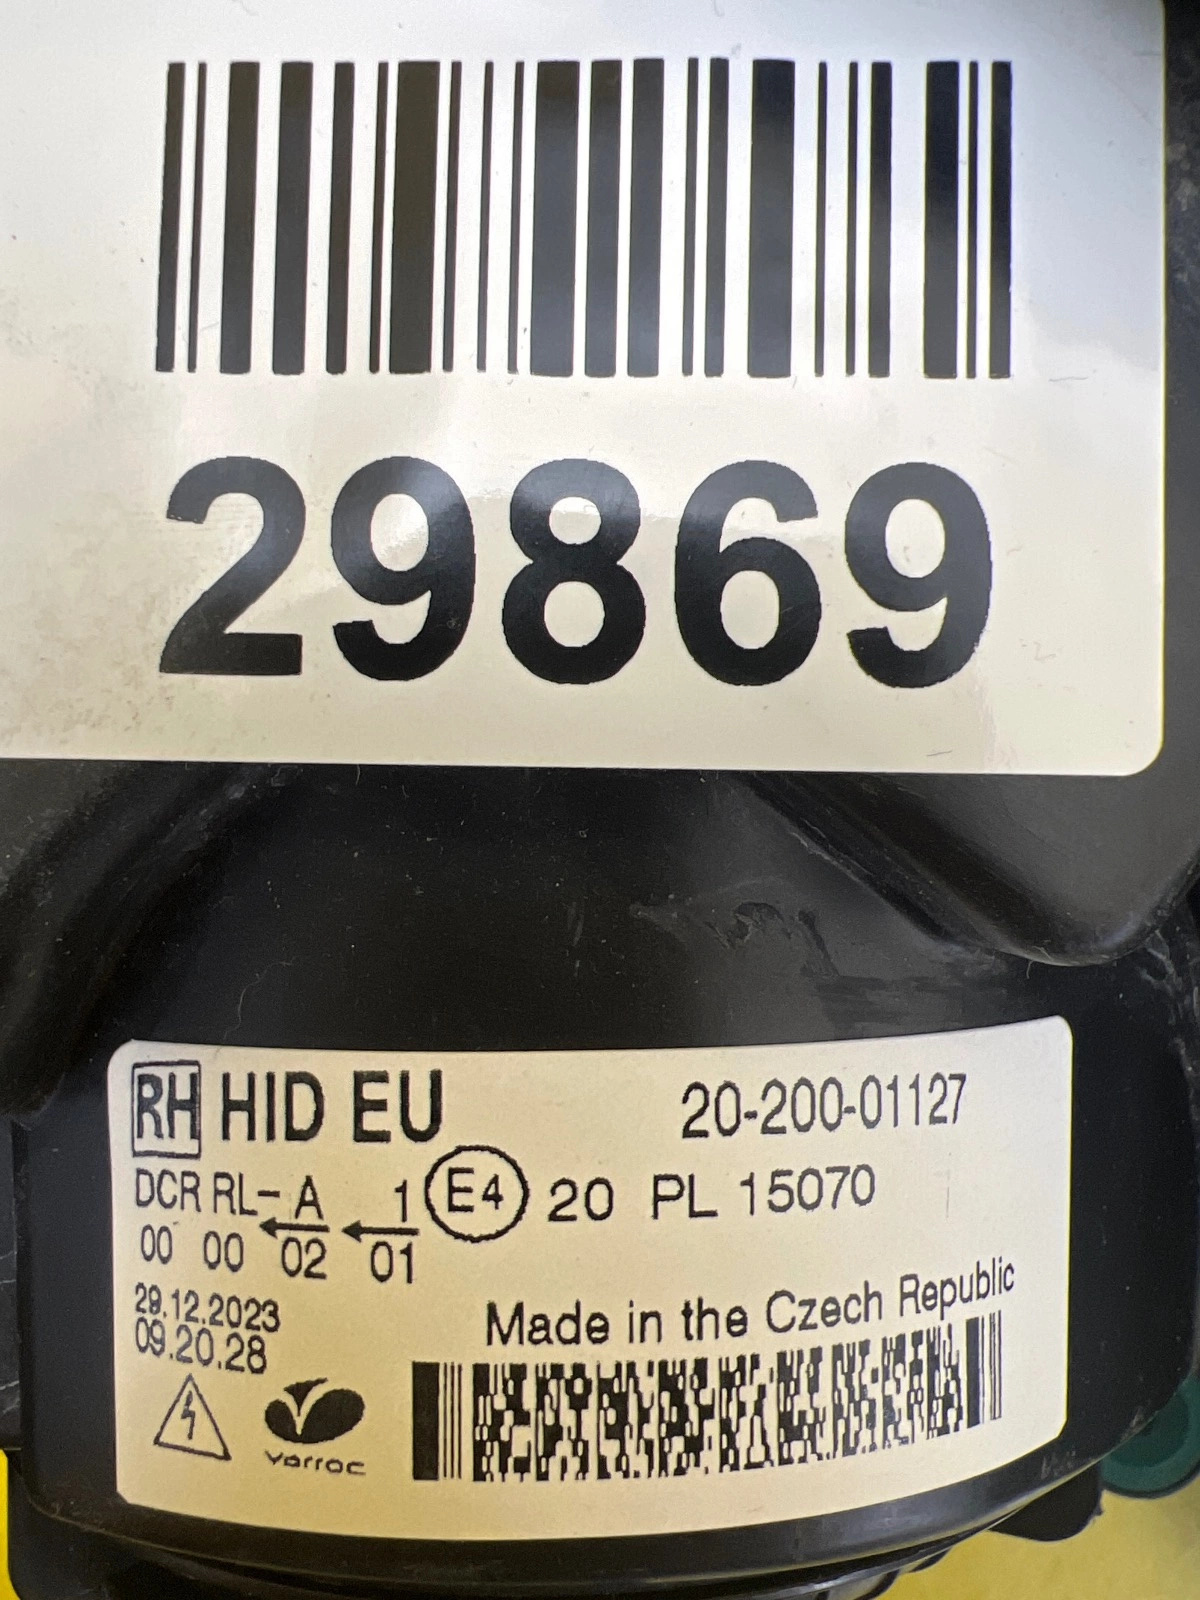 29869
RH HID EU 20-200-01127
DCR RL- A 1 E4 20 PL 15070
00 00 02 01
29.12.2023
09.20.28
Made in the Czech Republic
varroc